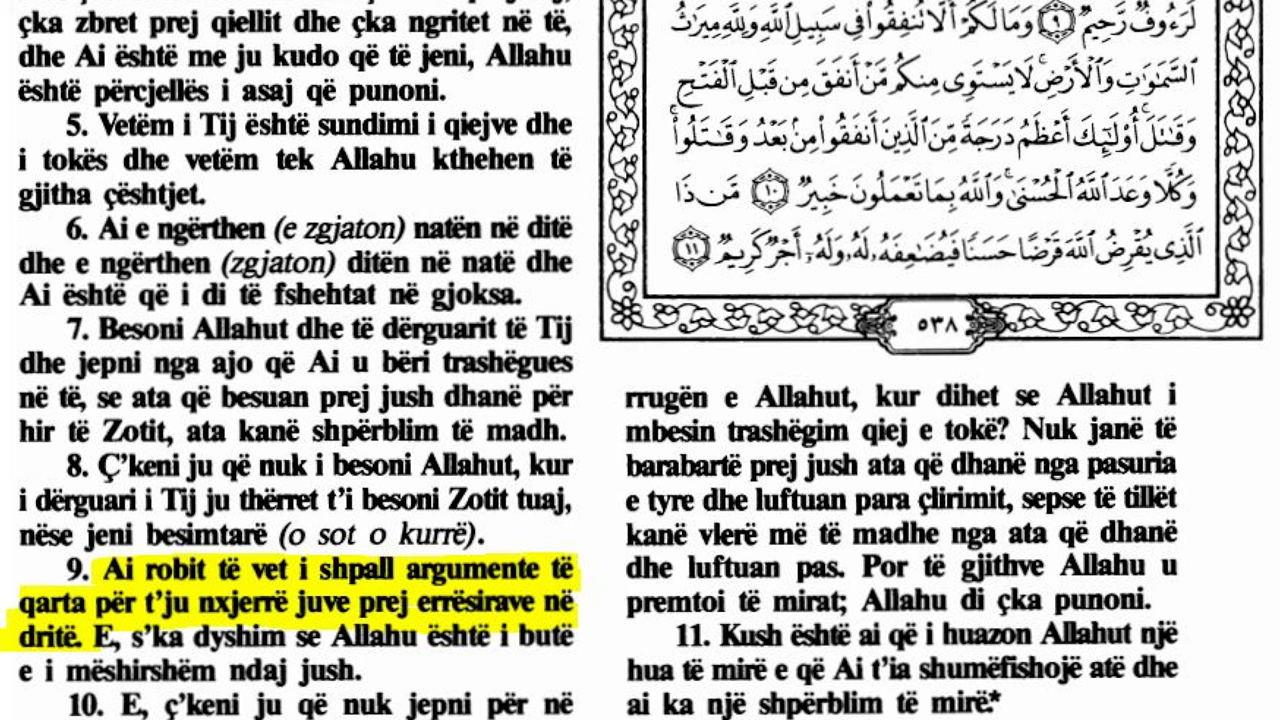 çka zbret prej qiellit dhe çka ngritet në të,
dhe Ai është me ju kudo që të jeni, Allahu
është përcjellës i asaj që punoni.
5. Vetëm i Tij është sundimi i qiejve dhe
i tokës dhe vetëm tek Allahu kthehen të
gjitha çështjet.
6. Ai e ngërthen (e zgjaton) natën në ditë
dhe e ngërthen (zgjaton) ditën në natë dhe
Ai është që i di të fshehtat në gjoksa.
7. Besoni Allahut dhe të dërguarit të Tij
dhe jepni nga ajo që Ai u bëri trashëgues
në të, se ata që besuan prej jush dhanë për
hir të Zotit, ata kanë shpërblim të madh.
8. Ç'keni ju që nuk i besoni Allahut, kur
i dërguari i Tij ju thërret t'i besoni Zotit tuaj,
nëse jeni besimtarë (o sot o kurrë).
9. Ai robit të vet i shpall argumente të
qarta për t'ju nxjerrë juve prej errësirave në
dritë. E, s'ka dyshim se Allahu është i butë
e i mëshirshëm ndaj jush.
10. E, ç'keni ju që nuk jepni për në
لَرَءُوفٌ رَّحِيمٌ ٩ وَمَا لَكُمْ أَلَّا تُنفِقُوا۟ فِى سَبِيلِ ٱللَّهِ وَلِلَّهِ مِيرَٰثُ
ٱلسَّمَٰوَٰتِ وَٱلْأَرْضِ ۚ لَا يَسْتَوِى مِنكُم مَّنْ أَنفَقَ مِن قَبْلِ ٱلْفَتْحِ
وَقَٰتَلَ ۚ أُو۟لَٰٓئِكَ أَعْظَمُ دَرَجَةً مِّنَ ٱلَّذِينَ أَنفَقُوا۟ مِنۢ بَعْدُ وَقَٰتَلُوا۟ ۚ
وَكُلًّا وَعَدَ ٱللَّهُ ٱلْحُسْنَىٰ ۚ وَٱللَّهُ بِمَا تَعْمَلُونَ خَبِيرٌ ١٠ مَّن ذَا
ٱلَّذِى يُقْرِضُ ٱللَّهَ قَرْضًا حَسَنًا فَيُضَٰعِفَهُۥ لَهُۥ وَلَهُۥٓ أَجْرٌ كَرِيمٌ ١١
٥٣٨
rrugën e Allahut, kur dihet se Allahut i
mbesin trashëgim qiej e tokë? Nuk janë të
barabartë prej jush ata që dhanë nga pasuria
e tyre dhe luftuan para çlirimit, sepse të tillët
kanë vlerë më të madhe nga ata që dhanë
dhe luftuan pas. Por të gjithve Allahu u
premtoi të mirat; Allahu di çka punoni.
11. Kush është ai që i huazon Allahut një
hua të mirë e që Ai t'ia shumëfishojë atë dhe
ai ka një shpërblim të mirë?*